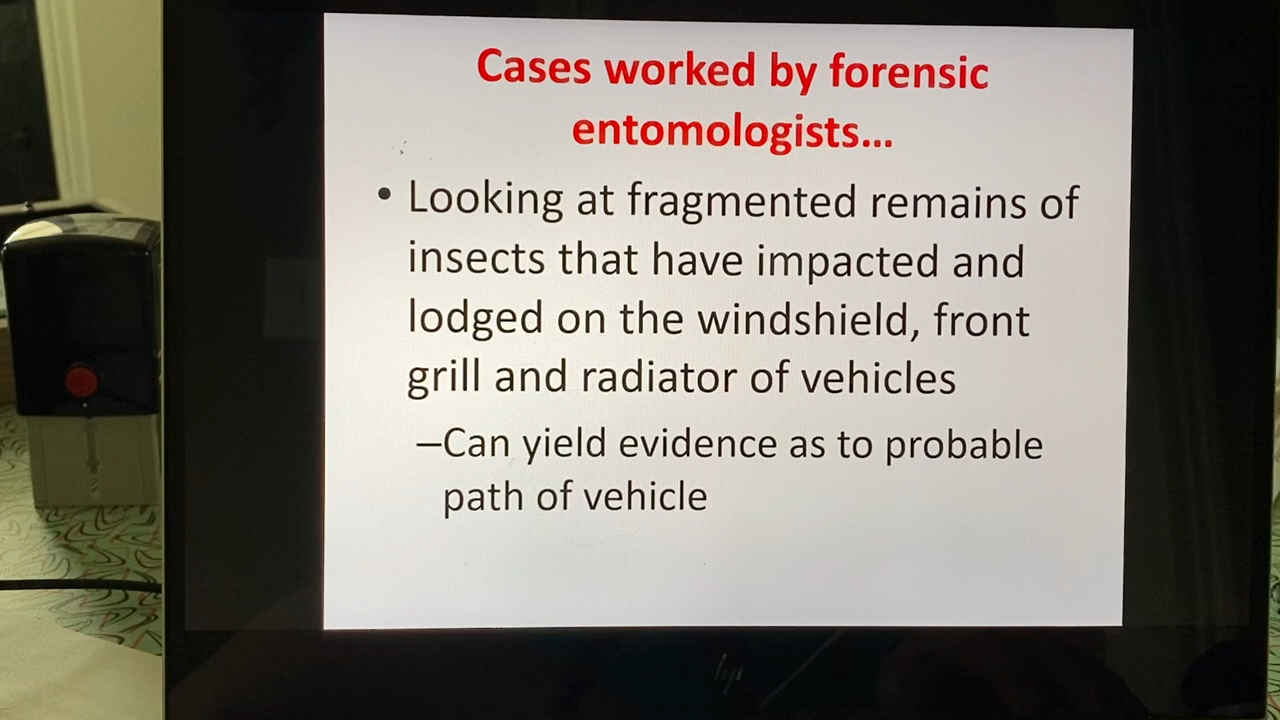 Cases worked by forensic
entomologists...
• Looking at fragmented remains of
insects that have impacted and
lodged on the windshield, front
grill and radiator of vehicles
–Can yield evidence as to probable
path of vehicle
hp